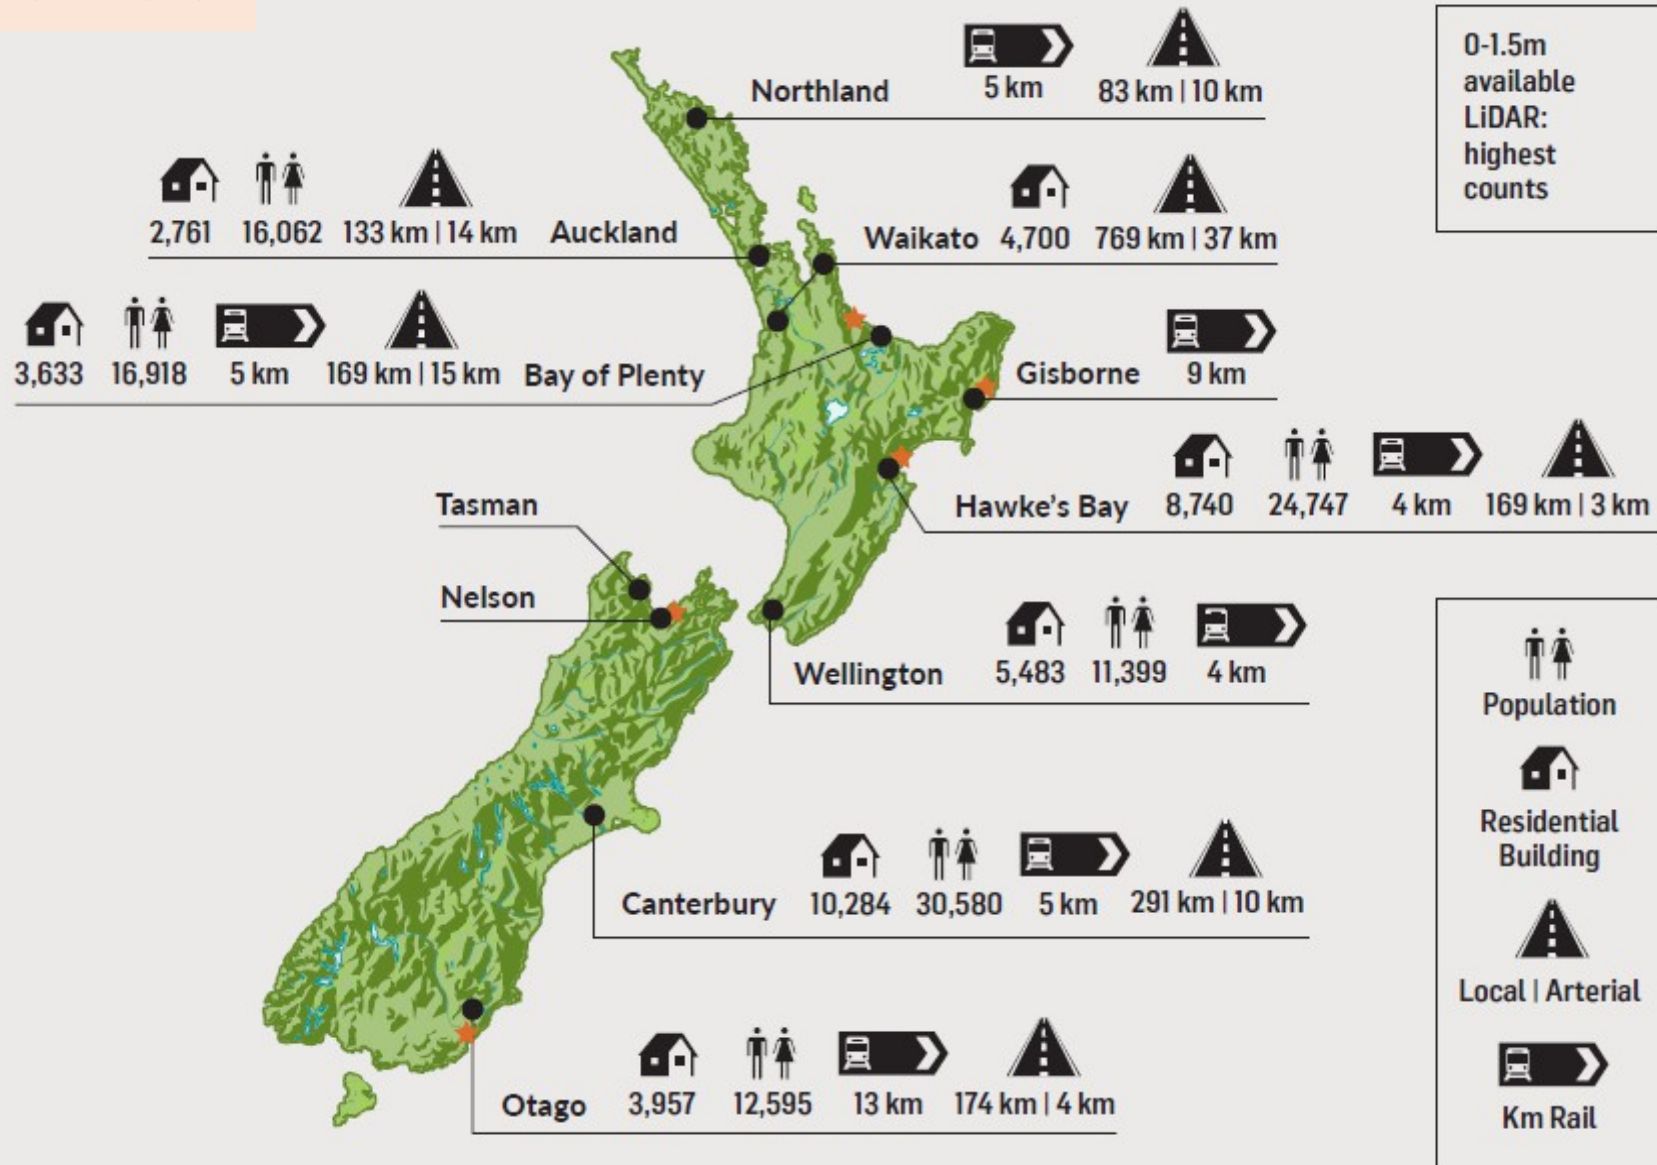 Northland 5 km 83 km | 10 km
0-1.5m
available
LiDAR:
highest
counts
2,761 16,062 133 km | 14 km Auckland
Waikato 4,700 769 km | 37 km
3,633 16,918 5 km 169 km | 15 km Bay of Plenty
Gisborne 9 km
Hawke's Bay 8,740 24,747 4 km 169 km | 3 km
Tasman
Nelson
Wellington 5,483 11,399 4 km
Canterbury 10,284 30,580 5 km 291 km | 10 km
Otago 3,957 12,595 13 km 174 km | 4 km
Population
Residential
Building
Local | Arterial
Km Rail